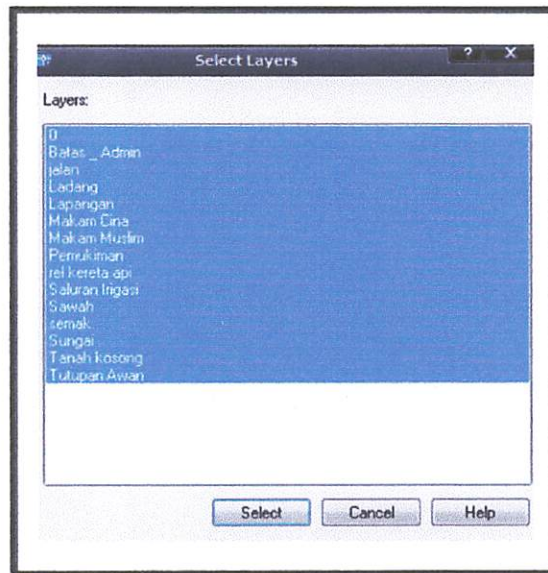 Select Layers
? X
Layers:
0
Batas _ Admin
jalan
Ladang
Lapangan
Makam Cina
Makam Muslim
Pemukiman
rel kereta api
Saluran Irigasi
Sawah
semak
Sungai
Tanah kosong
Tutupan Awan
Select Cancel Help